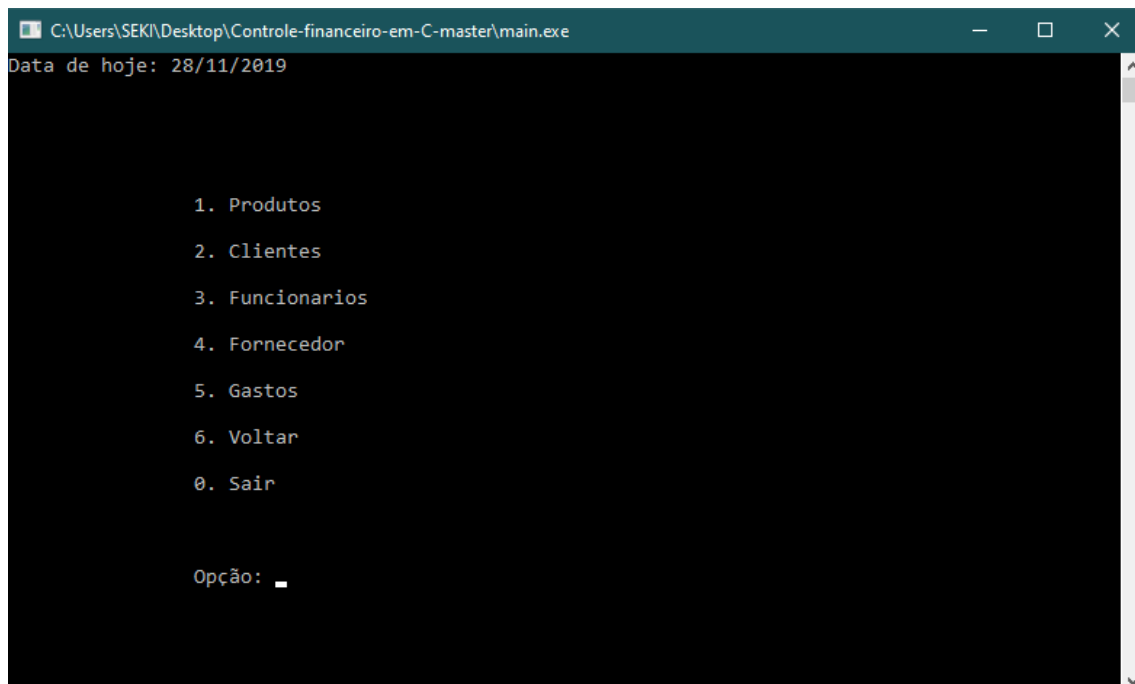 C:\Users\SEKI\Desktop\Controle-financeiro-em-C-master\main.exe
Data de hoje: 28/11/2019
1. Produtos
2. Clientes
3. Funcionarios
4. Fornecedor
5. Gastos
6. Voltar
0. Sair
Opção: